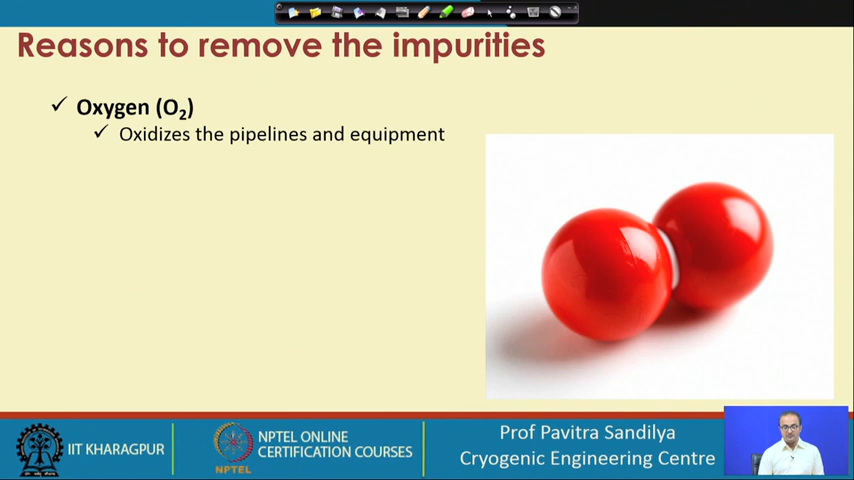 Reasons to remove the impurities
✓ Oxygen (O₂)
✓ Oxidizes the pipelines and equipment
IIT KHARAGPUR
NPTEL
NPTEL ONLINE
CERTIFICATION COURSES
Prof Pavitra Sandilya
Cryogenic Engineering Centre